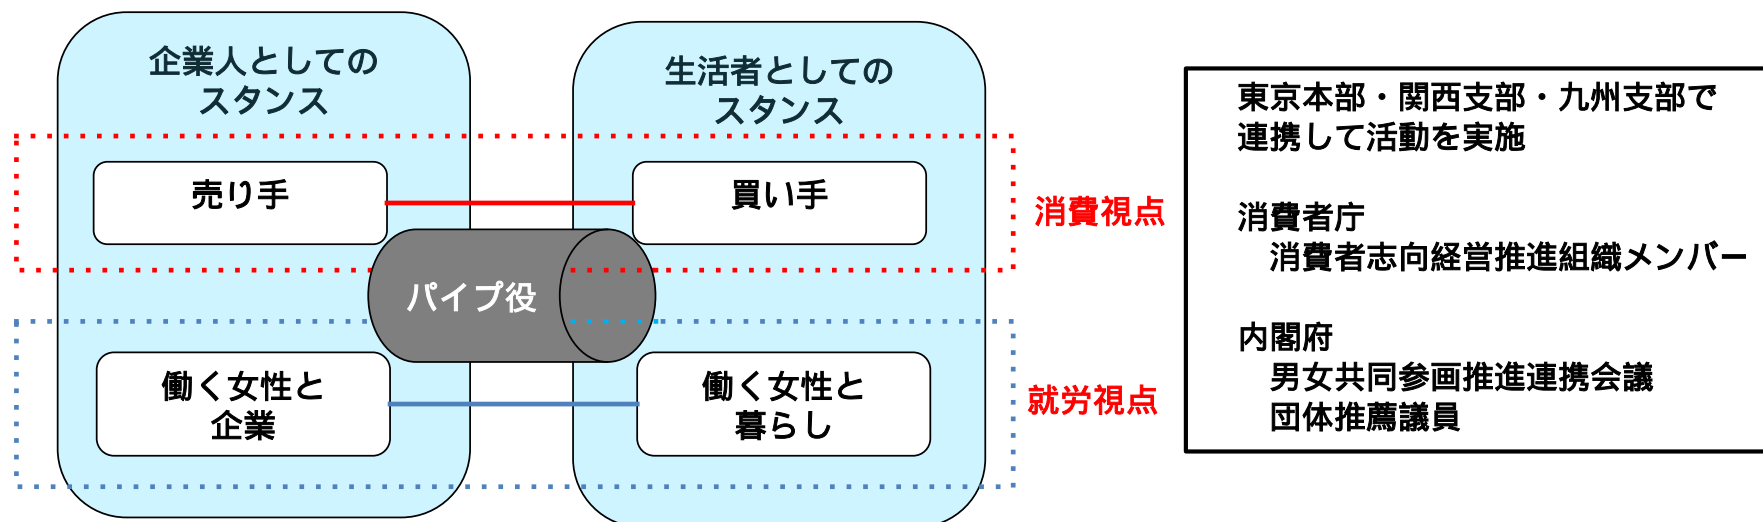 企業人としての
スタンス
生活者としての
スタンス
売り手
買い手
消費視点
パイプ役
働く女性と
企業
働く女性と
暮らし
就労視点
東京本部・関西支部・九州支部で
連携して活動を実施
消費者庁
消費者志向経営推進組織メンバー
内閣府
男女共同参画推進連携会議
団体推薦議員